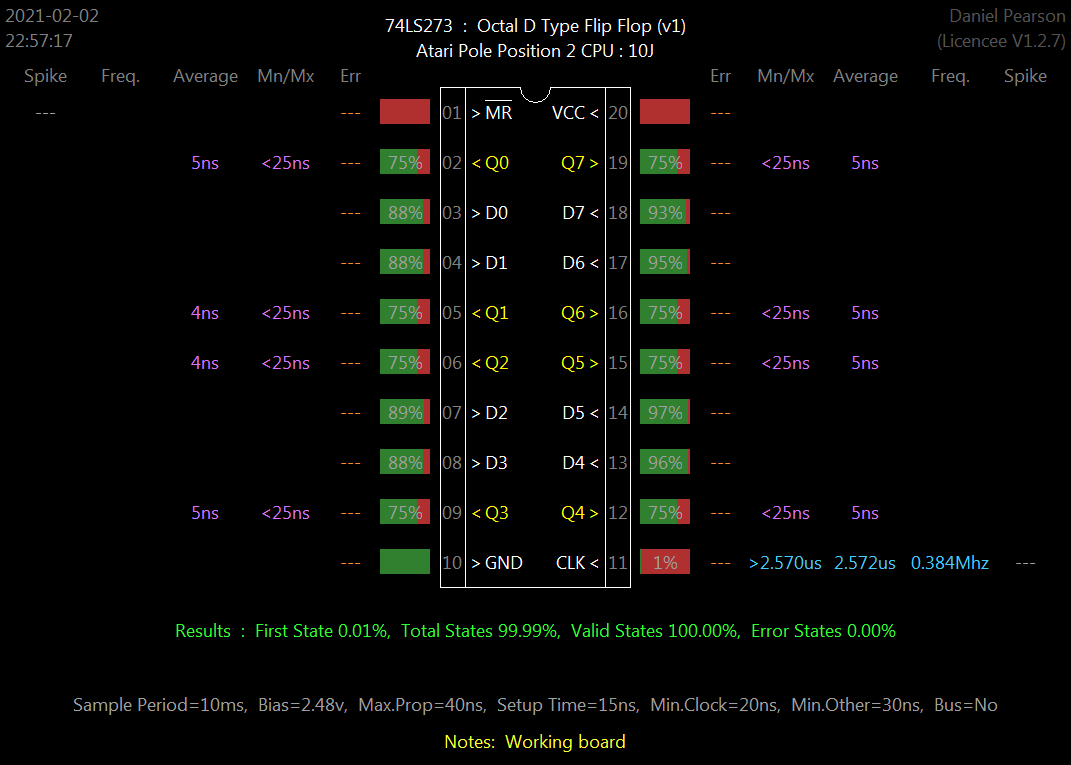 2021-02-02
22:57:17
74LS273 : Octal D Type Flip Flop (v1)
Atari Pole Position 2 CPU : 10J
Daniel Pearson
(Licencee V1.2.7)
Spike Freq. Average Mn/Mx Err Err Mn/Mx Average Freq. Spike
--- --- 01 > MR VCC < 20 ---
5ns <25ns --- 75% 02 < Q0 Q7 > 19 75% --- <25ns 5ns
--- 88% 03 > D0 D7 < 18 93% ---
--- 88% 04 > D1 D6 < 17 95% ---
4ns <25ns --- 75% 05 < Q1 Q6 > 16 75% --- <25ns 5ns
4ns <25ns --- 75% 06 < Q2 Q5 > 15 75% --- <25ns 5ns
--- 89% 07 > D2 D5 < 14 97% ---
--- 88% 08 > D3 D4 < 13 96% ---
5ns <25ns --- 75% 09 < Q3 Q4 > 12 75% --- <25ns 5ns
--- 10 > GND CLK < 11 1% --- >2.570us 2.572us 0.384Mhz ---
Results : First State 0.01%, Total States 99.99%, Valid States 100.00%, Error States 0.00%
Sample Period=10ms, Bias=2.48v, Max.Prop=40ns, Setup Time=15ns, Min.Clock=20ns, Min.Other=30ns, Bus=No
Notes: Working board